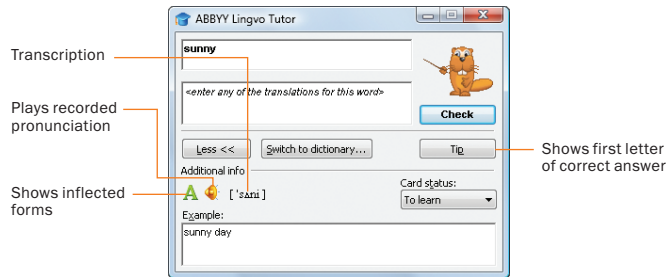 ABBYY Lingvo Tutor
sunny
Transcription
<enter any of the translations for this word>
Plays recorded
pronunciation
Check
Less <<
Switch to dictionary...
Tip
Shows first letter
of correct answer
Additional info
Shows inflected
forms
A
['sʌni]
Card status:
To learn
Example:
sunny day